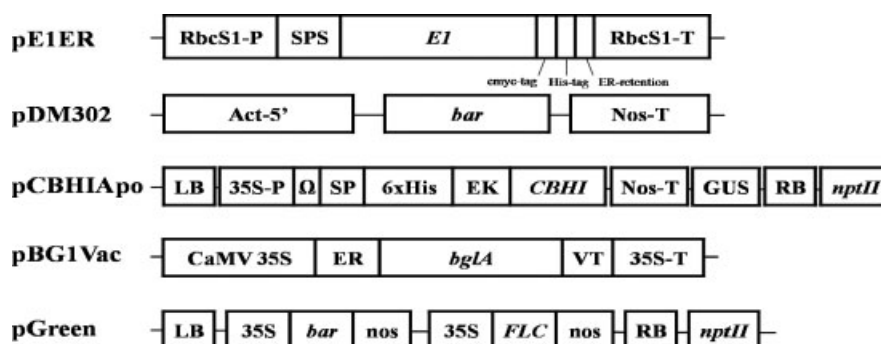 pE1ER RbcS1-P SPS E1 RbcS1-T
cmyc-tag His-tag ER-retention
pDM302 Act-5' bar Nos-T
pCBHIApo LB 35S-P Ω SP 6xHis EK CBHI Nos-T GUS RB nptII
pBG1Vac CaMV 35S ER bglA VT 35S-T
pGreen LB 35S bar nos 35S FLC nos RB nptII